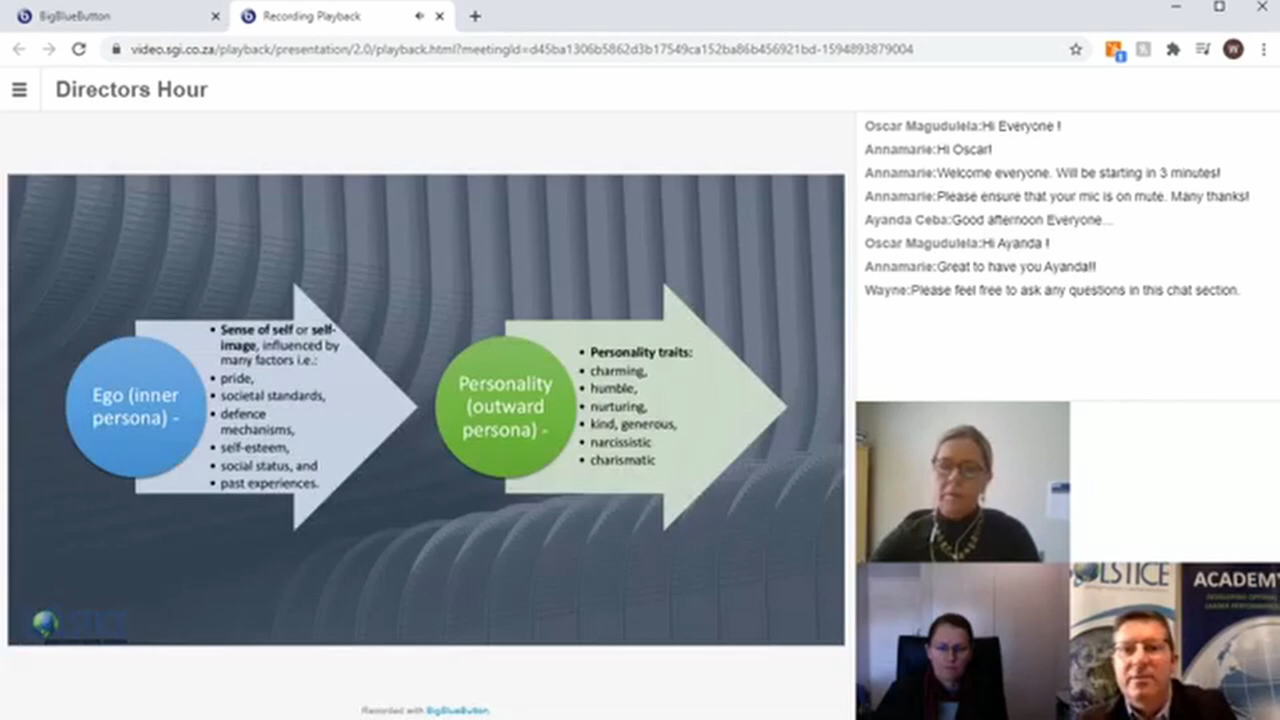 BigBlueButton
Recording Playback
video.sgi.co.za/playback/presentation/2.0/playback.html?meetingId=d45ba1306b5862d3b17549ca152ba86b456921bd-1594893879004
W
Directors Hour
Ego (inner
persona) -
• Sense of self or self-
image, influenced by
many factors i.e.:
• pride,
• societal standards,
• defence
mechanisms,
• self-esteem,
• social status, and
• past experiences.
Personality
(outward
persona) -
• Personality traits:
• charming,
• humble,
• nurturing,
• kind, generous,
• narcissistic
• charismatic
Oscar Magudulela:Hi Everyone !
Annamarie:Hi Oscar!
Annamarie:Welcome everyone. Will be starting in 3 minutes!
Annamarie:Please ensure that your mic is on mute. Many thanks!
Ayanda Ceba:Good afternoon Everyone...
Oscar Magudulela:Hi Ayanda !
Annamarie:Great to have you Ayanda!!
Wayne:Please feel free to ask any questions in this chat section.
OLSTICE
ACADEMY
Recorded with BigBlueButton.